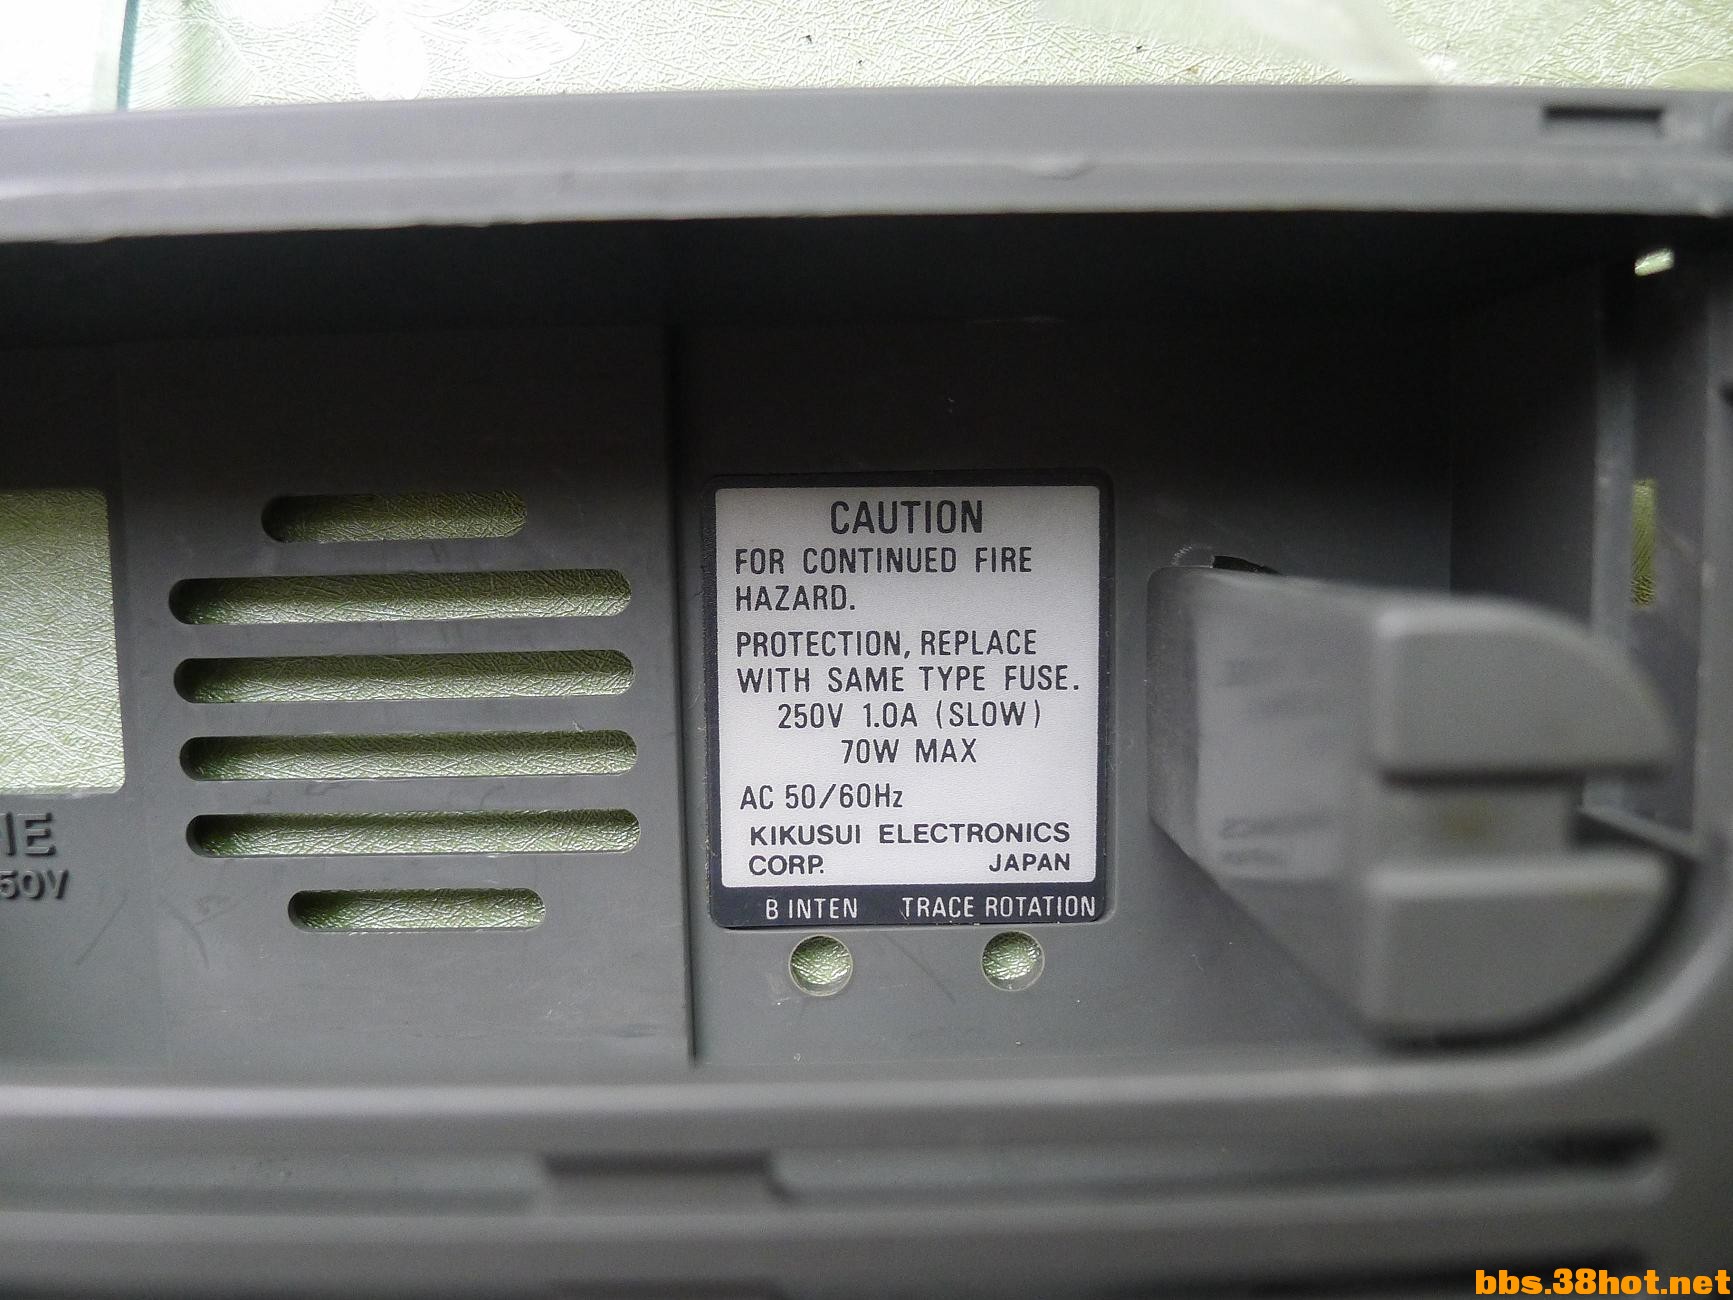 CAUTION
FOR CONTINUED FIRE
HAZARD.
PROTECTION, REPLACE
WITH SAME TYPE FUSE.
250V 1.0A (SLOW)
70W MAX
AC 50/60Hz
KIKUSUI ELECTRONICS
CORP. JAPAN
B INTEN TRACE ROTATION
50V
bbs.38hot.net